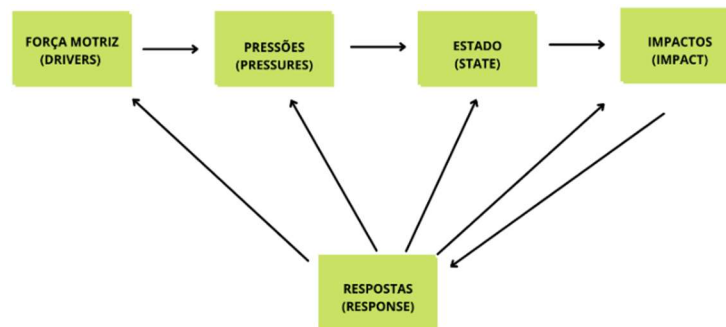 FORÇA MOTRIZ
(DRIVERS)
PRESSÕES
(PRESSURES)
ESTADO
(STATE)
IMPACTOS
(IMPACT)
RESPOSTAS
(RESPONSE)